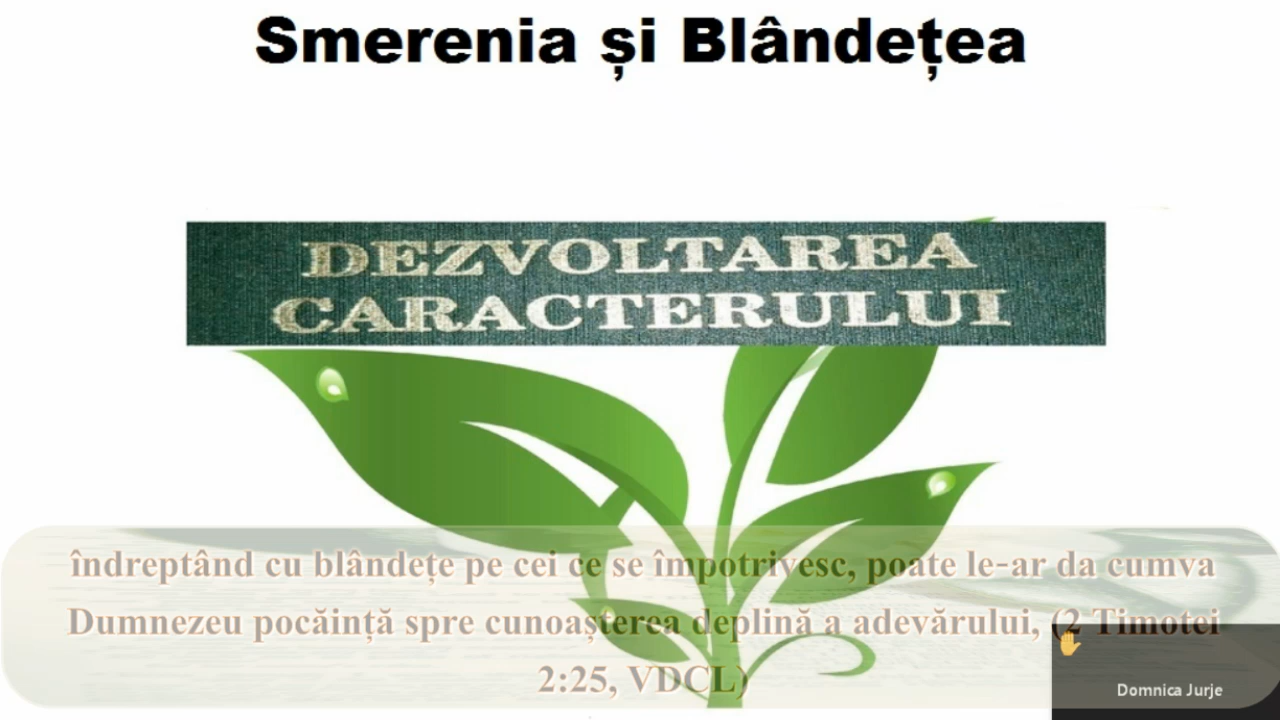 Smerenia și Blândețea
DEZVOLTAREA
CARACTERULUI
îndreptând cu blândețe pe cei ce se împotrivesc, poate le-ar da cumva
Dumnezeu pocăință spre cunoașterea deplină a adevărului, (2 Timotei
2:25, VDCL)
Domnica Jurje